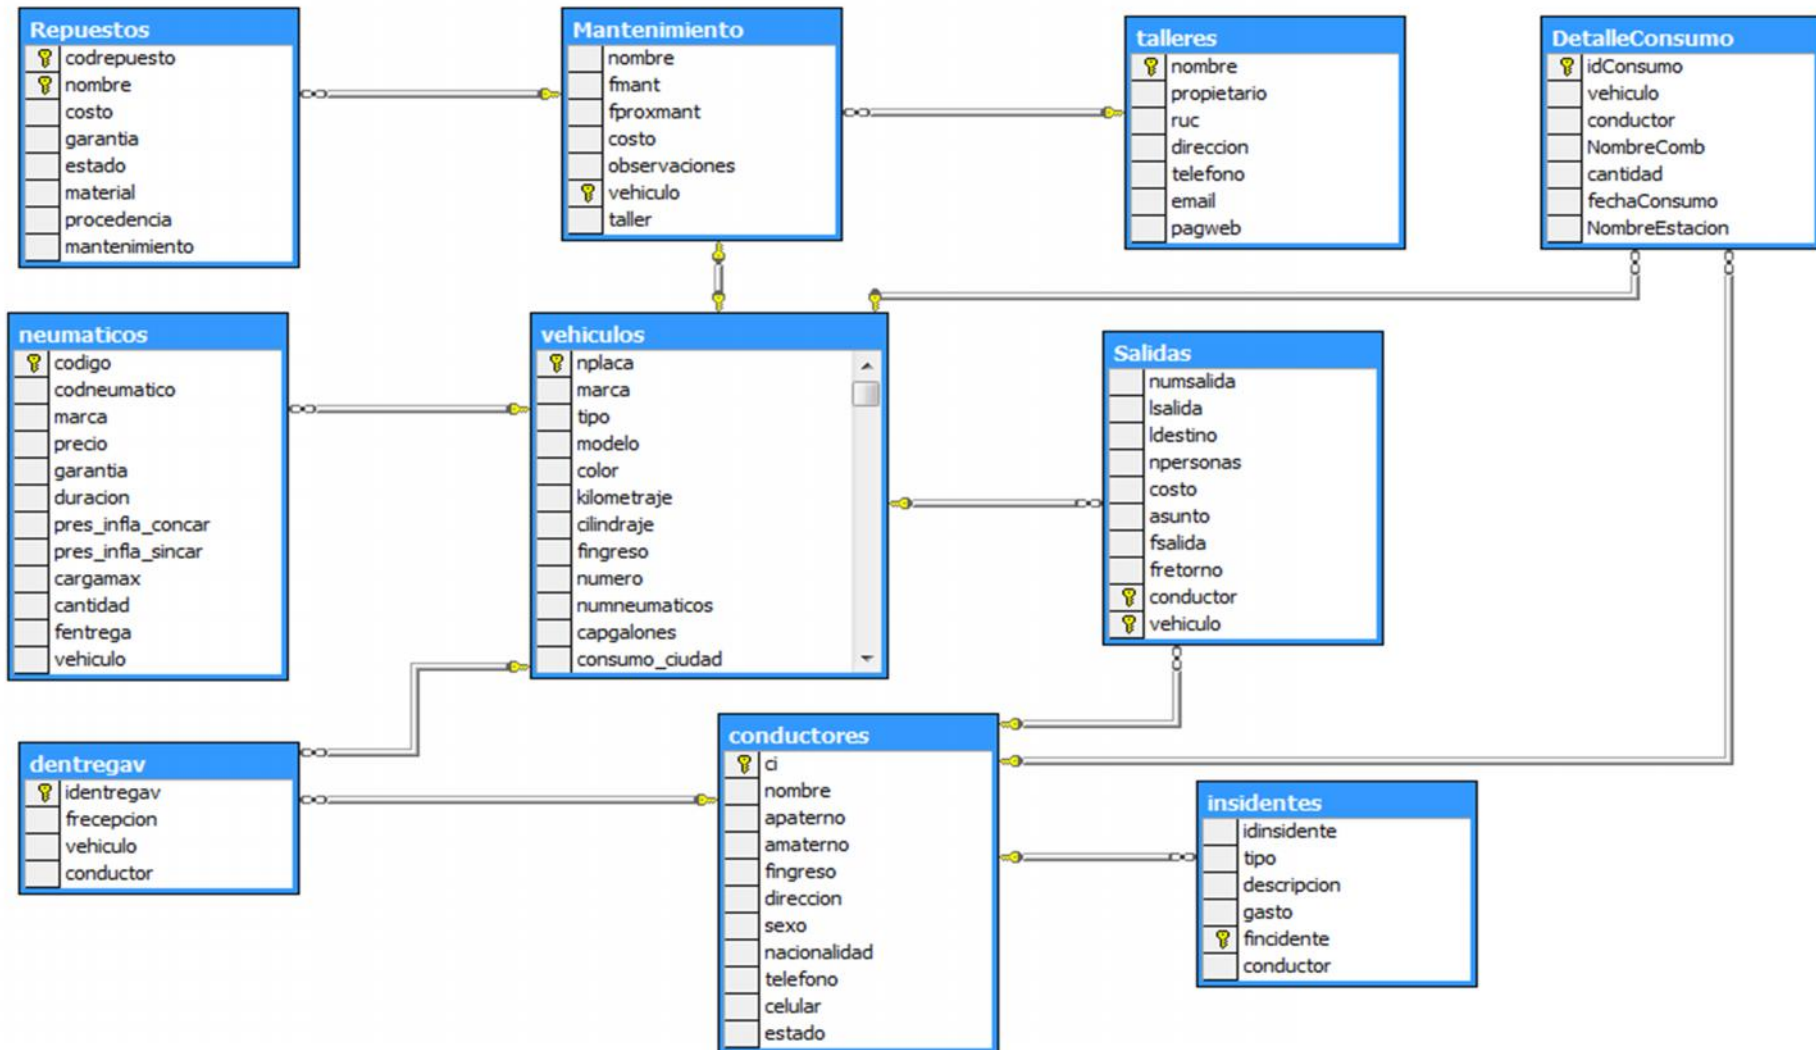 Repuestos
codrepuesto
nombre
costo
garantia
estado
material
procedencia
mantenimiento
Mantenimiento
nombre
fmant
fproxmant
costo
observaciones
vehiculo
taller
talleres
nombre
propietario
ruc
direccion
telefono
email
pagweb
DetalleConsumo
idConsumo
vehiculo
conductor
NombreComb
cantidad
fechaConsumo
NombreEstacion
neumaticos
codigo
codneumatico
marca
precio
garantia
duracion
pres_infla_concar
pres_infla_sincar
cargamax
cantidad
fentrega
vehiculo
vehiculos
nplaca
marca
tipo
modelo
color
kilometraje
cilindraje
fingreso
numero
numneumaticos
capgalones
consumo_ciudad
Salidas
numsalida
lsalida
ldestino
npersonas
costo
asunto
fsalida
fretorno
conductor
vehiculo
dentregav
identregav
frecepcion
vehiculo
conductor
conductores
ci
nombre
apaterno
amaterno
fingreso
direccion
sexo
nacionalidad
telefono
celular
estado
insidentes
idinsidente
tipo
descripcion
gasto
fincidente
conductor